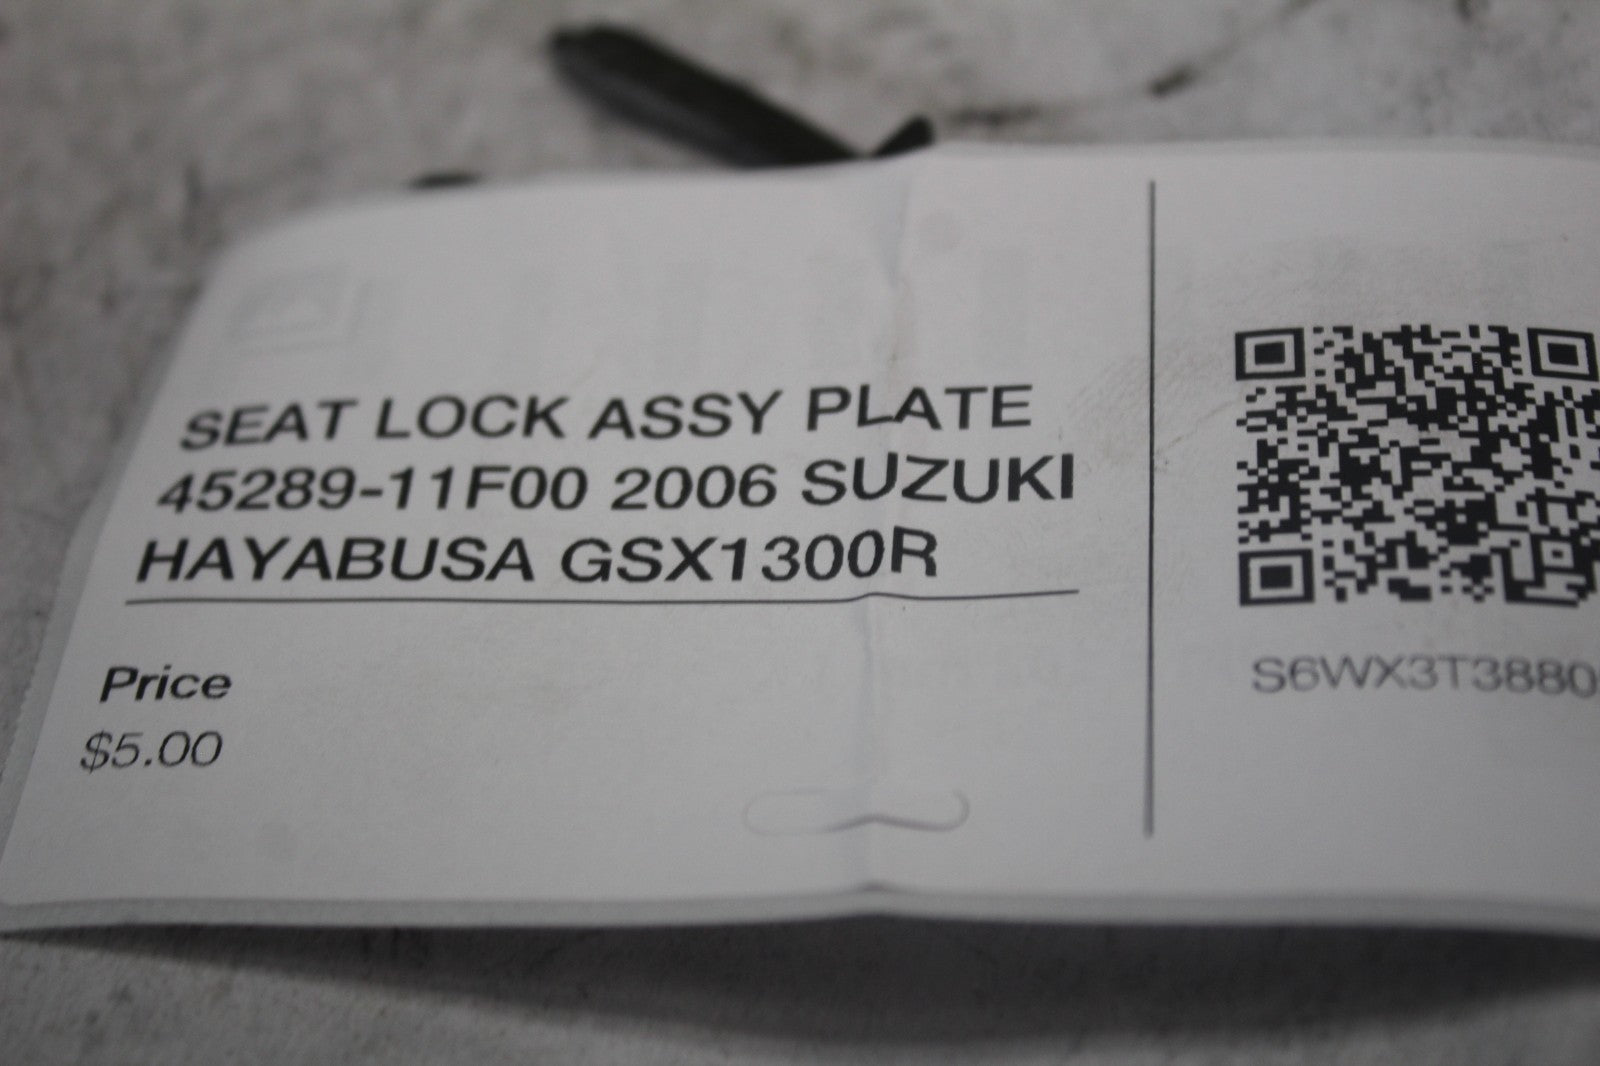 SEAT LOCK ASSY PLATE
45289-11F00 2006 SUZUKI
HAYABUSA GSX1300R
Price
$5.00
S6WX3T3880